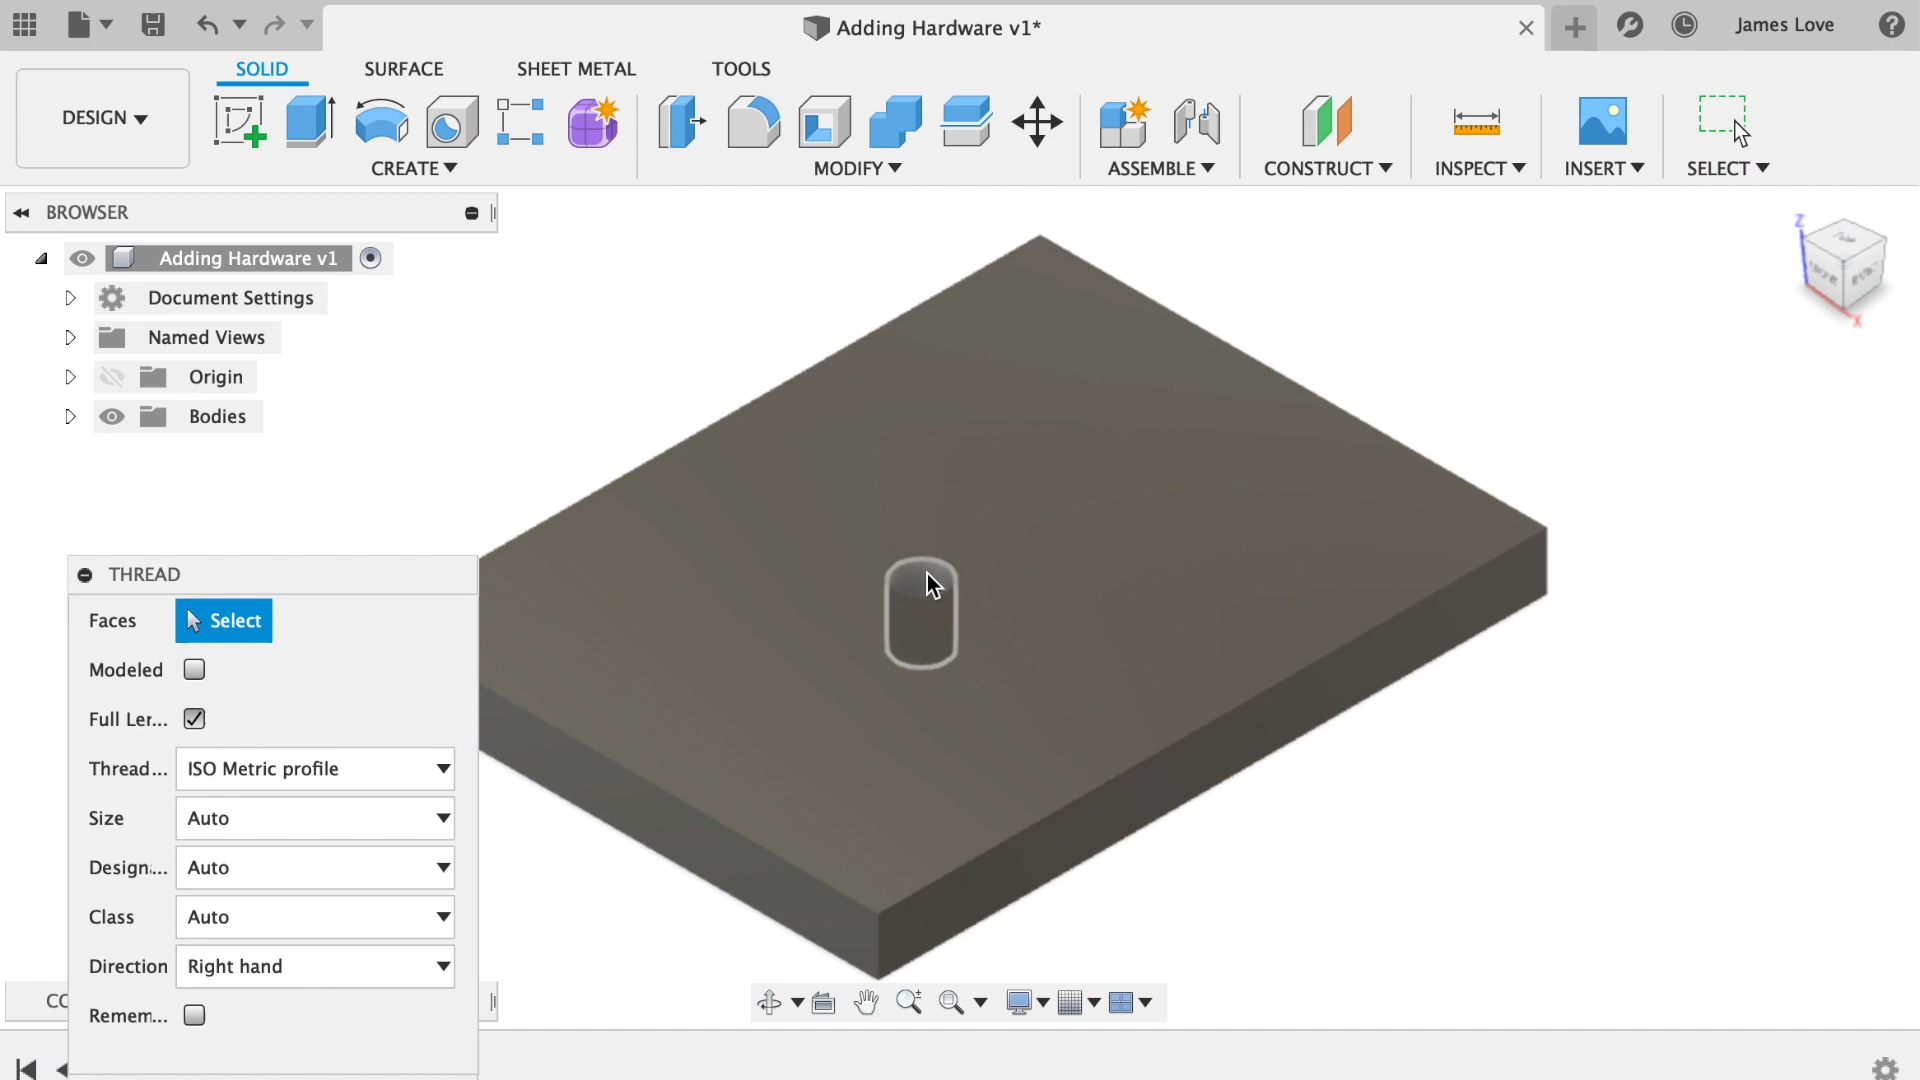 Adding Hardware v1*
James Love
DESIGN
SOLID
SURFACE
SHEET METAL
TOOLS
CREATE
MODIFY
ASSEMBLE
CONSTRUCT
INSPECT
INSERT
SELECT
BROWSER
Adding Hardware v1
Document Settings
Named Views
Origin
Bodies
Z
X
THREAD
Faces
Select
Modeled
Full Ler...
Thread...
ISO Metric profile
Size
Auto
Design...
Auto
Class
Auto
Direction
Right hand
Remem...
CO